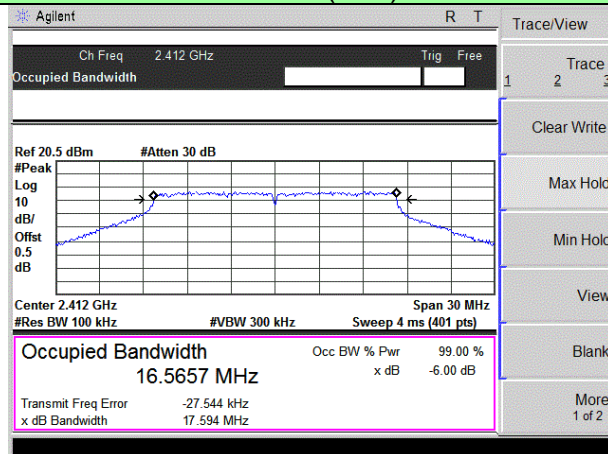 Agilent R T
Trace/View
Ch Freq 2.412 GHz Trig Free
Occupied Bandwidth
Trace
1 2 3
Clear Write
Max Hold
Min Hold
View
Blank
More
1 of 2
Ref 20.5 dBm #Atten 30 dB
#Peak
Log
10
dB/
Offst
0.5
dB
Center 2.412 GHz Span 30 MHz
#Res BW 100 kHz #VBW 300 kHz Sweep 4 ms (401 pts)
Occupied Bandwidth Occ BW % Pwr 99.00 %
16.5657 MHz x dB -6.00 dB
Transmit Freq Error -27.544 kHz
x dB Bandwidth 17.594 MHz